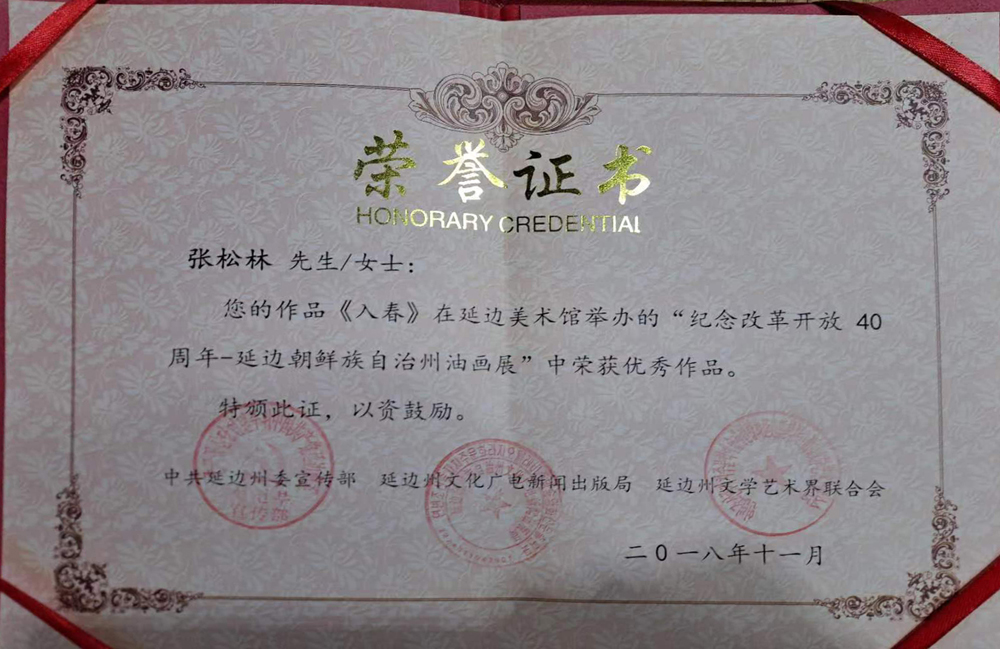 荣誉证书
HONORARY CREDENTIAL
张松林 先生/女士：
您的作品《入春》在延边美术馆举办的“纪念改革开放 40
周年-延边朝鲜族自治州油画展”中荣获优秀作品。
特颁此证，以资鼓励。
中共延边州委宣传部 延边州文化广电新闻出版局 延边州文学艺术界联合会
二〇一八年十一月